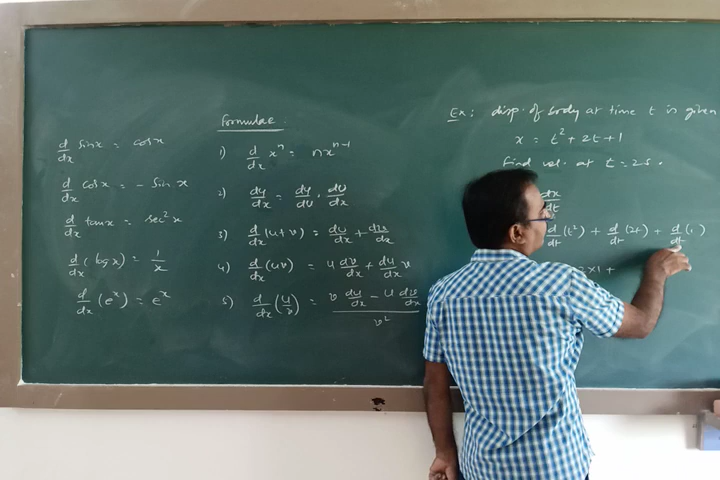 d/dx sinx = cosx
d/dx cosx = - sinx
d/dx tanx = sec²x
d/dx (logx) = 1/x
d/dx (eˣ) = eˣ
Formulae
1) d/dx xⁿ = nxⁿ⁻¹
2) dy/dx = dy/du · du/dx
3) d/dx (u+v) = du/dx + dv/dx
4) d/dx (uv) = u dv/dx + du/dx v
5) d/dx (u/v) = (v du/dx - u dv/dx)/v²
Ex: disp. of body at time t is given
x = t² + 2t + 1
find vel. at t = 2s.
dx/dt
d/dt (t²) + d/dt (2t) + d/dt (1)
×1 +